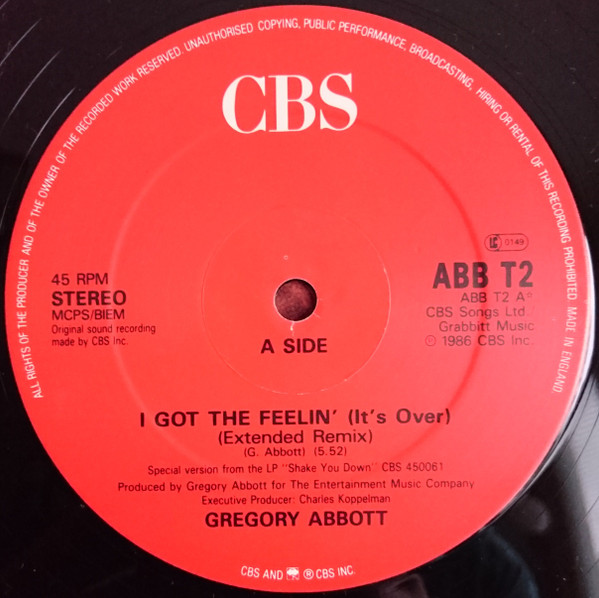 ALL RIGHTS OF THE PRODUCER AND OF THE OWNER OF THE RECORDED WORK RESERVED. UNAUTHORISED COPYING, PUBLIC PERFORMANCE, BROADCASTING, HIRING OR RENTAL OF THIS RECORDING PROHIBITED. MADE IN ENGLAND.
CBS
LC 0149
45 RPM
STEREO
MCPS/BIEM
Original sound recording
made by CBS Inc.
ABB T2
ABB T2 A°
CBS Songs Ltd.
Grabbitt Music
℗ 1986 CBS Inc.
A SIDE
I GOT THE FEELIN' (It's Over)
(Extended Remix)
(G. Abbott) (5.52)
Special version from the LP "Shake You Down" CBS 450061
Produced by Gregory Abbott for The Entertainment Music Company
Executive Producer: Charles Koppelman
GREGORY ABBOTT
CBS AND ® CBS INC.